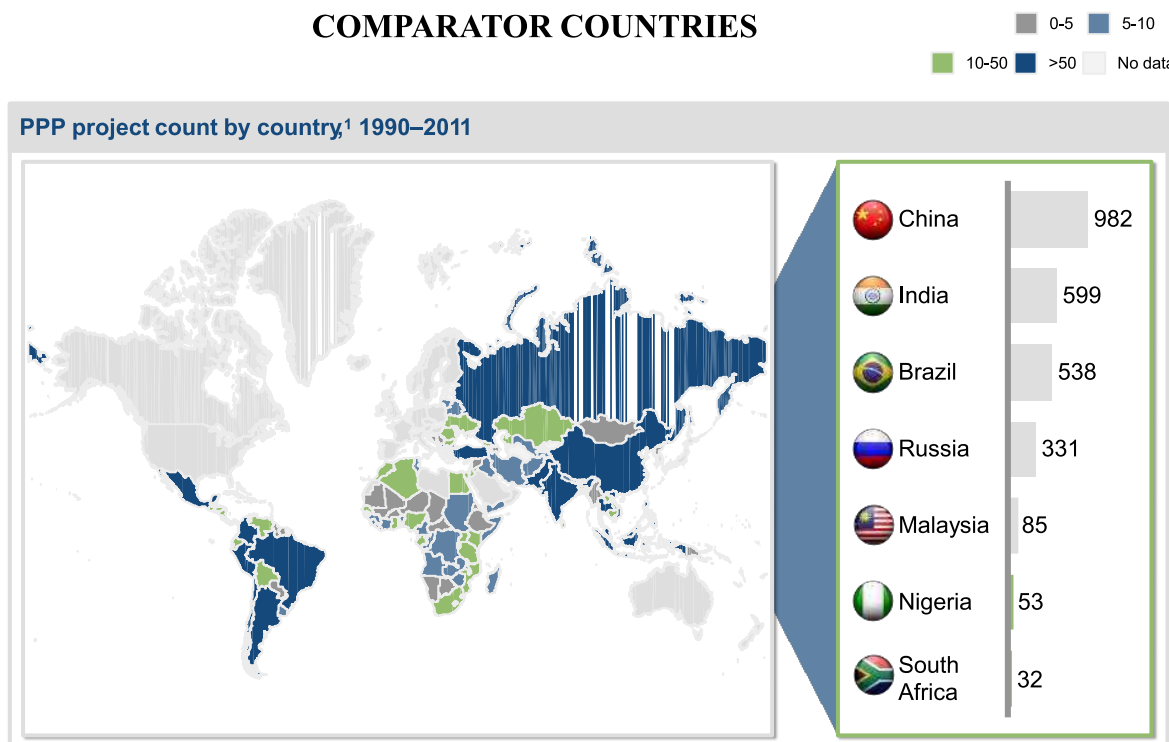 COMPARATOR COUNTRIES
0-5 5-10
10-50 >50 No data
PPP project count by country,¹ 1990–2011
China 982
India 599
Brazil 538
Russia 331
Malaysia 85
Nigeria 53
South
Africa 32